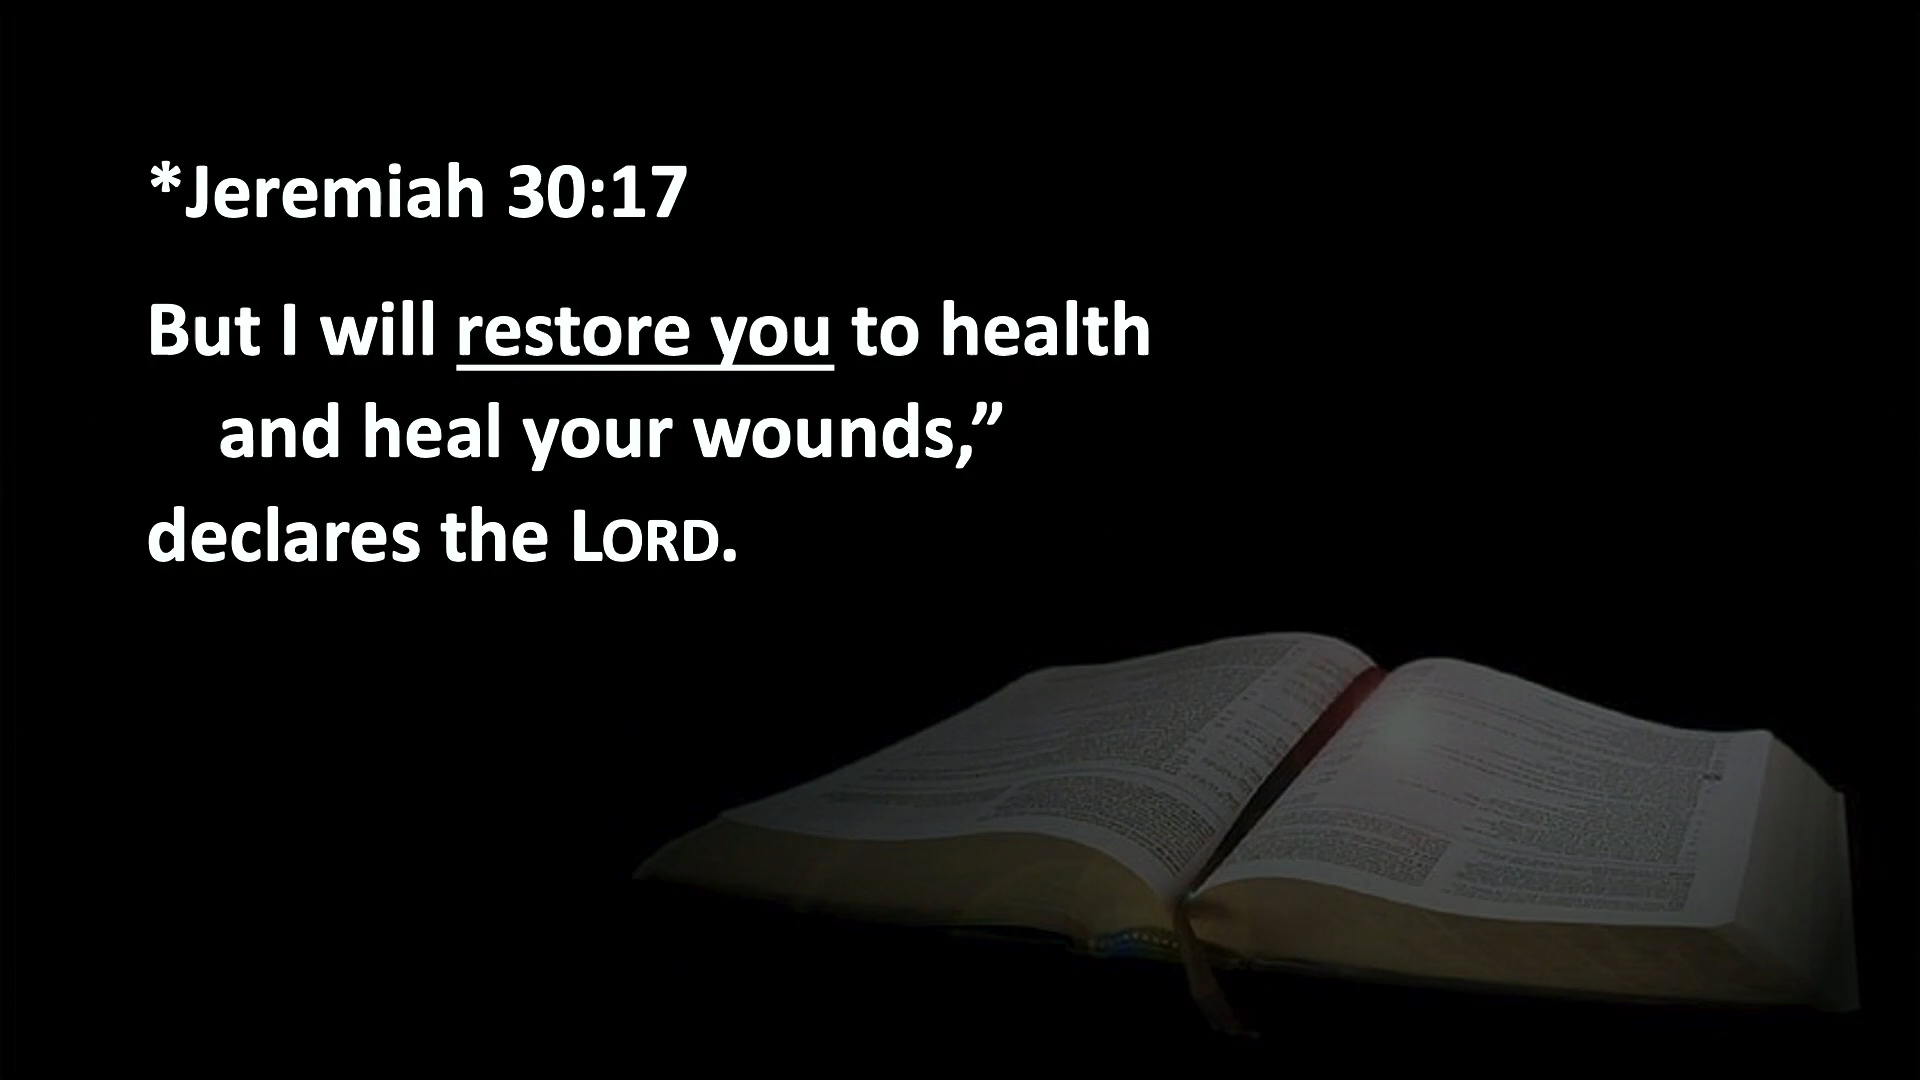 *Jeremiah 30:17
But I will restore you to health
and heal your wounds,”
declares the LORD.